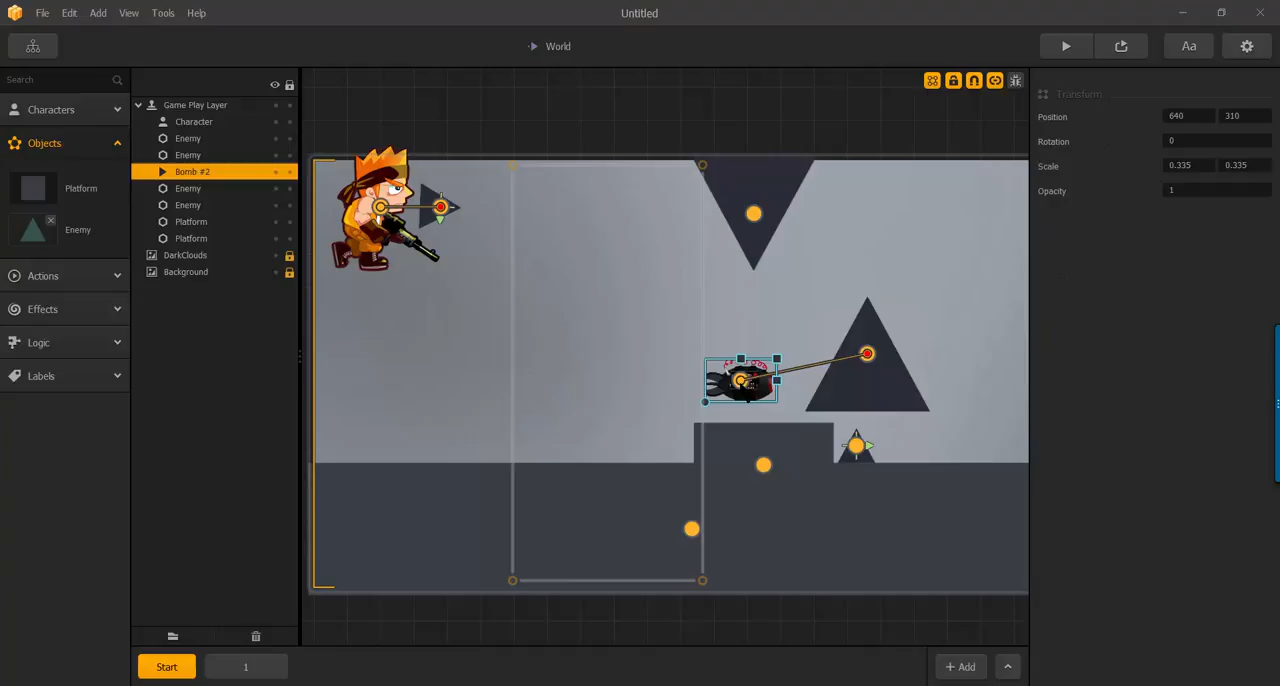 File Edit Add View Tools Help
Untitled
World
Aa
Search
Characters
Objects
Platform
Enemy
Actions
Effects
Logic
Labels
Game Play Layer
Character
Enemy
Enemy
Bomb #2
Enemy
Enemy
Platform
Platform
DarkClouds
Background
Transform
Position 640 310
Rotation 0
Scale 0.335 0.335
Opacity 1
Start 1
+ Add